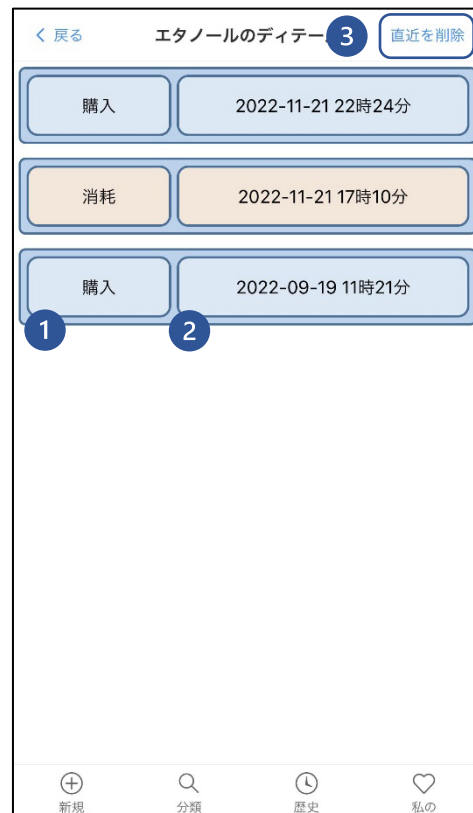 戻る エタノールのディテー 3 直近を削除
購入 2022-11-21 22時24分
消耗 2022-11-21 17時10分
購入 2022-09-19 11時21分
1 2
新規 分類 歴史 私の